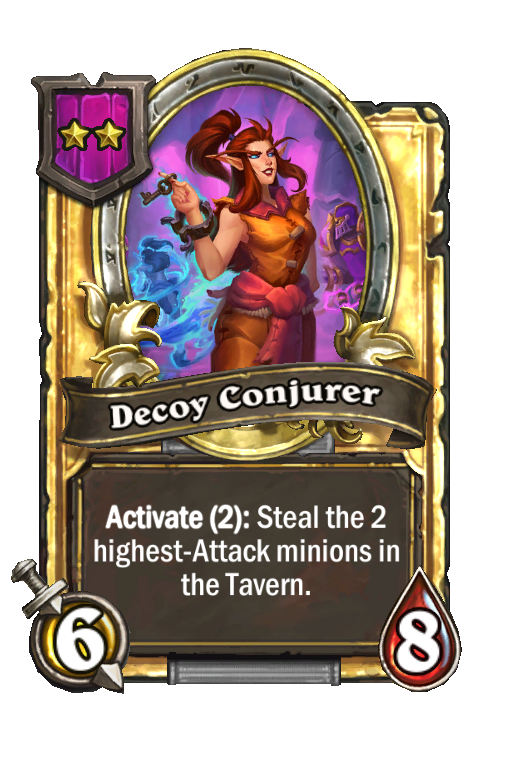 Decoy Conjurer
Activate (2): Steal the 2
highest-Attack minions in
the Tavern.
6
8